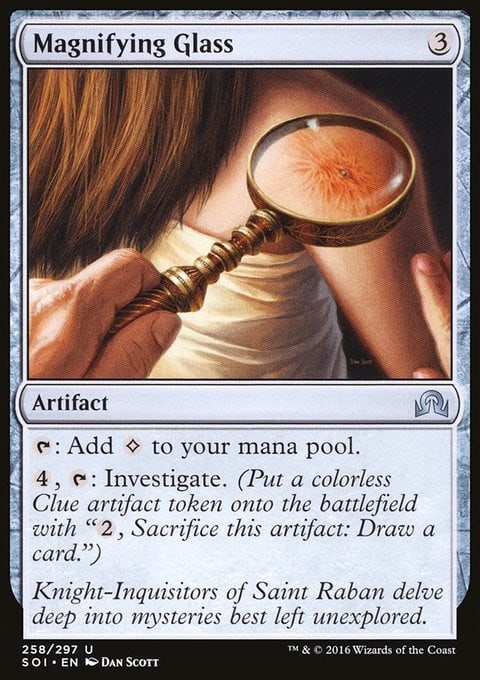 Magnifying Glass 3
Dan Scott
Artifact
: Add to your mana pool.
4, : Investigate. (Put a colorless
Clue artifact token onto the battlefield
with “2, Sacrifice this artifact: Draw a
card.”)
Knight-Inquisitors of Saint Raban delve
deep into mysteries best left unexplored.
258/297 U
SOI • EN Dan Scott
™ & © 2016 Wizards of the Coast